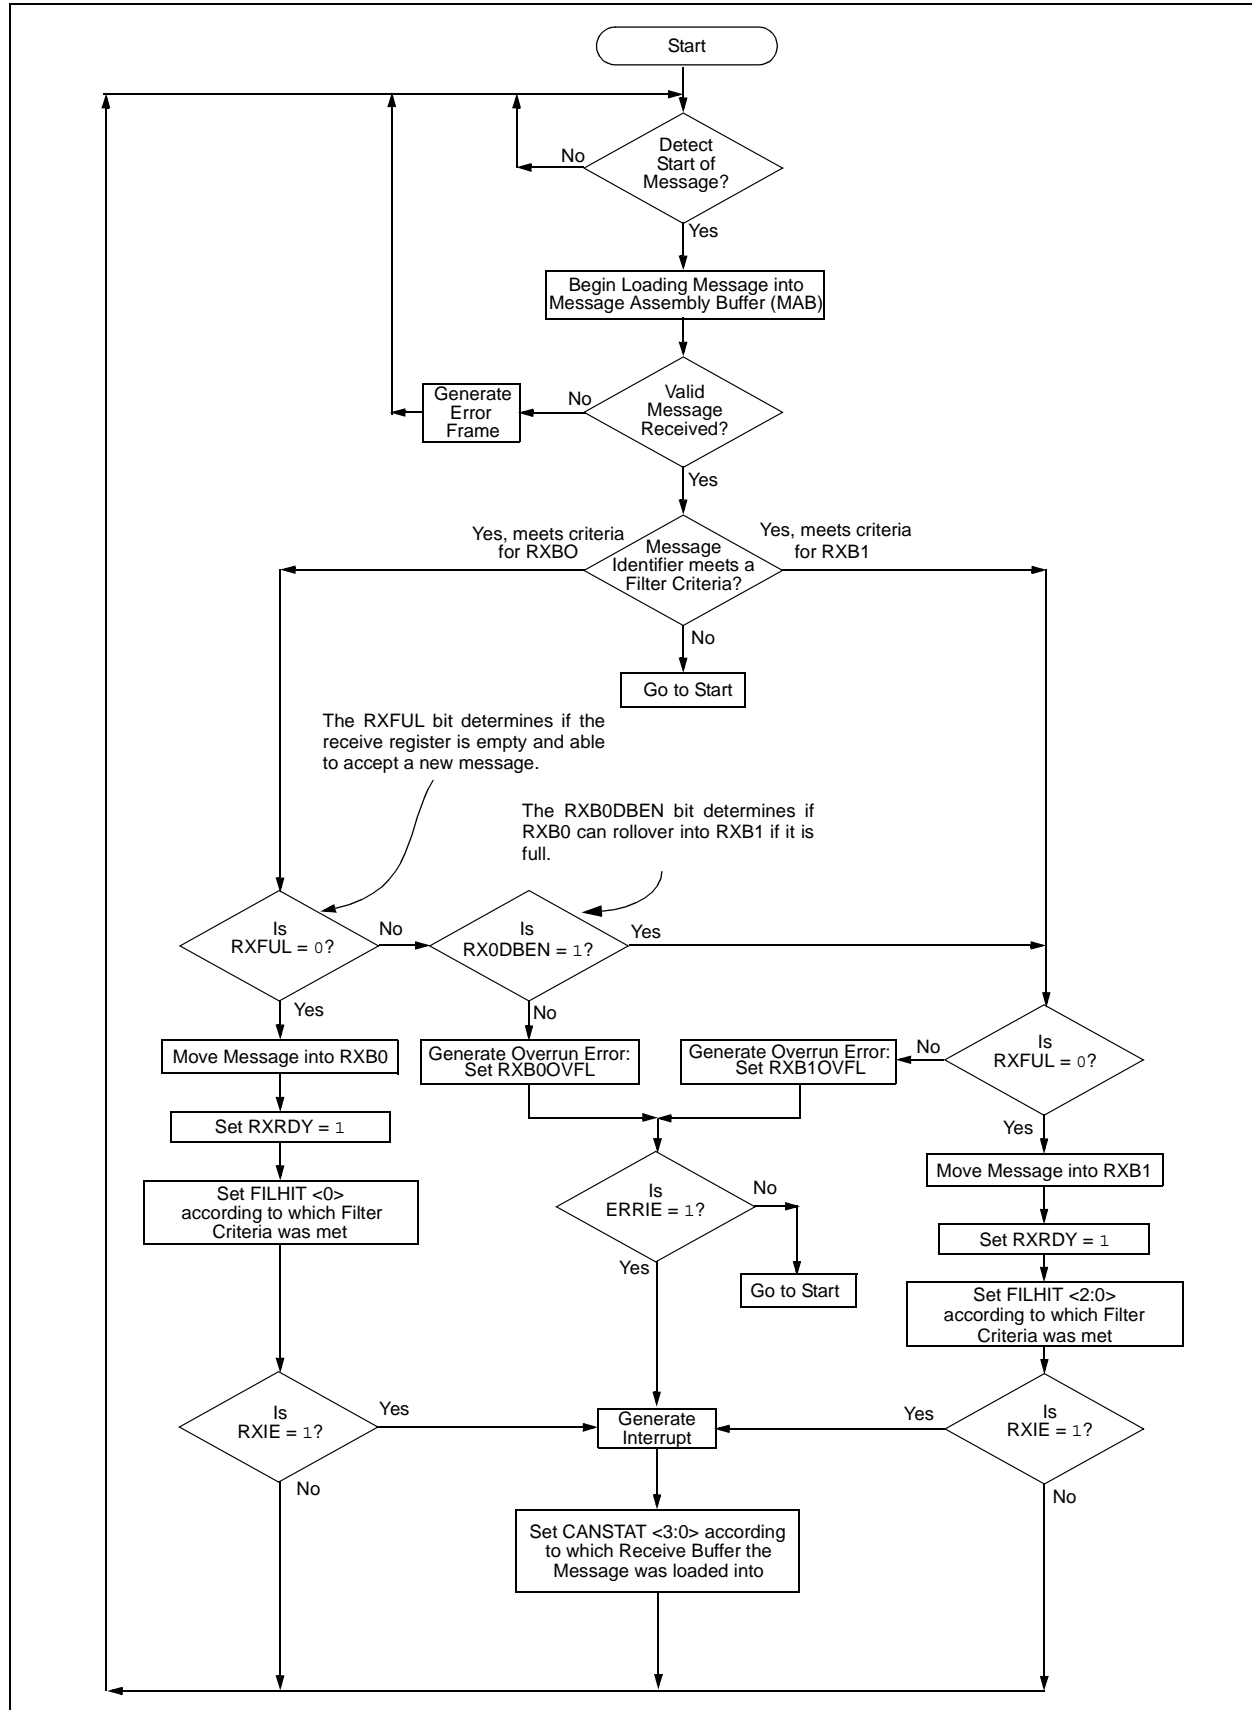 Start
Detect
Start of
Message?
No
Yes
Begin Loading Message into
Message Assembly Buffer (MAB)
Valid
Message
Received?
No
Generate
Error
Frame
Yes
Yes, meets criteria
for RXBO
Message
Identifier meets a
Filter Criteria?
Yes, meets criteria
for RXB1
No
Go to Start
The RXFUL bit determines if the
receive register is empty and able
to accept a new message.
The RXB0DBEN bit determines if
RXB0 can rollover into RXB1 if it is
full.
Is
RXFUL = 0?
No
Is
RX0DBEN = 1?
Yes
Yes
No
Move Message into RXB0
Generate Overrun Error:
Set RXB0OVFL
Generate Overrun Error:
Set RXB1OVFL
No
Is
RXFUL = 0?
Set RXRDY = 1
Yes
Move Message into RXB1
Set FILHIT <0>
according to which Filter
Criteria was met
Is
ERRIE = 1?
No
Set RXRDY = 1
Yes
Go to Start
Set FILHIT <2:0>
according to which Filter
Criteria was met
Is
RXIE = 1?
Yes
Generate
Interrupt
Yes
Is
RXIE = 1?
No
No
Set CANSTAT <3:0> according
to which Receive Buffer the
Message was loaded into